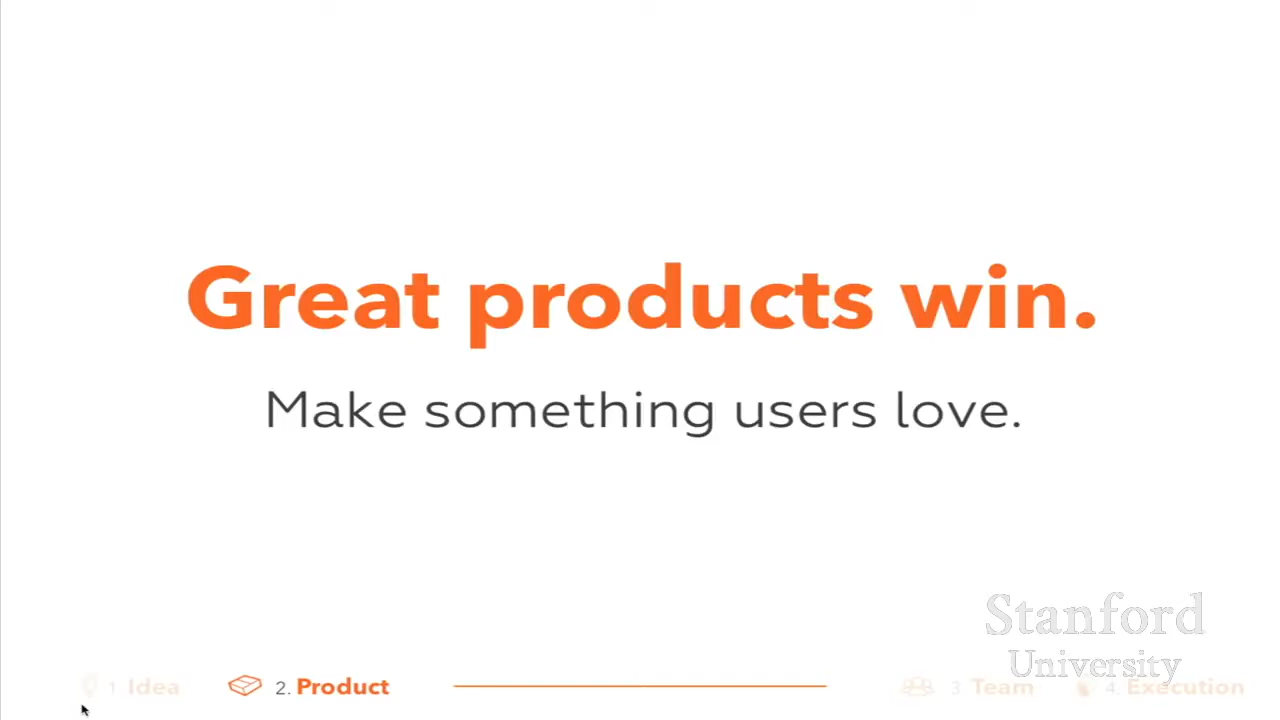 Great products win.
Make something users love.
Stanford
University
1 Idea
2. Product
3 Team
4. Execution